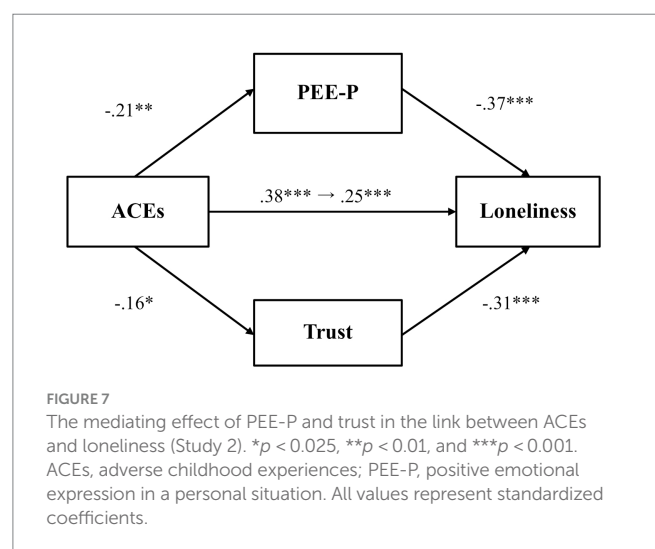 PEE-P
-.21**
-.37***
.38*** → .25***
ACEs
Loneliness
-.16*
-.31***
Trust
FIGURE 7
The mediating effect of PEE-P and trust in the link between ACEs
and loneliness (Study 2). *p < 0.025, **p < 0.01, and ***p < 0.001.
ACEs, adverse childhood experiences; PEE-P, positive emotional
expression in a personal situation. All values represent standardized
coefficients.